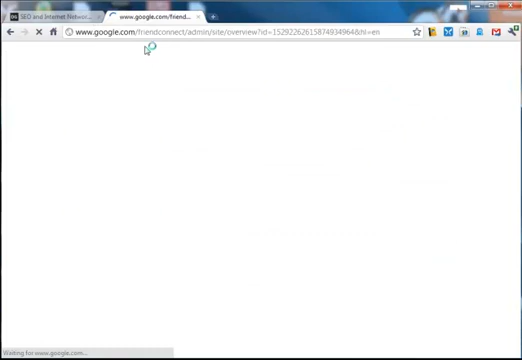 SEO and Internet Networ...
www.google.com/friend...
www.google.com/friendconnect/admin/site/overview?id=15292262615874934964&hl=en
Waiting for www.google.com...